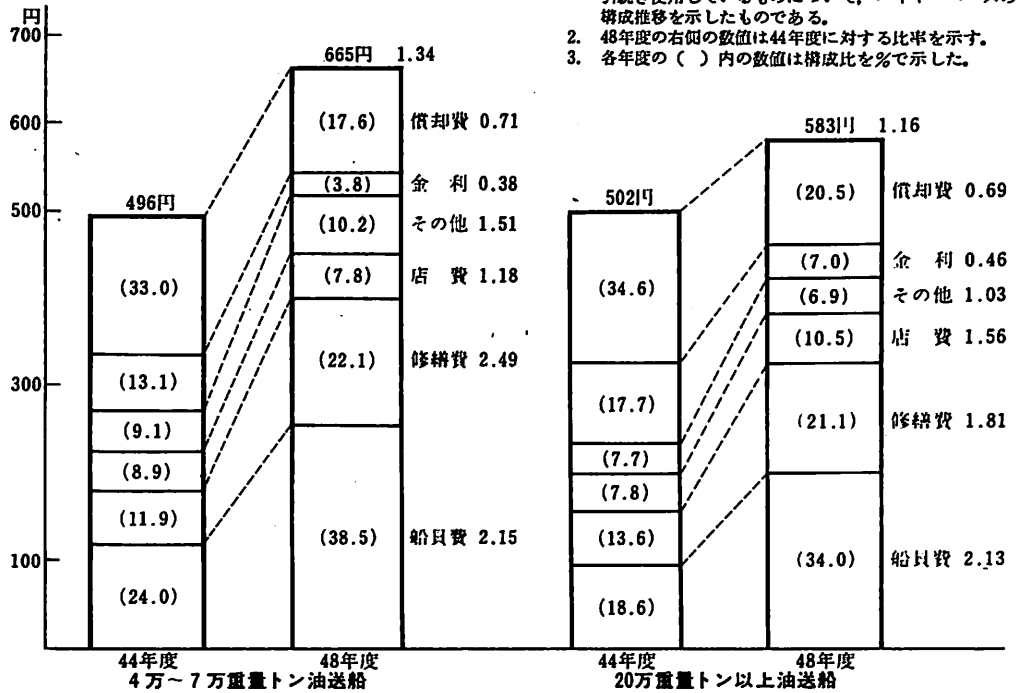 円
構成推移を示したものである。
2. 48年度の右側の数値は44年度に対する比率を示す。
3. 各年度の( )内の数値は構成比を%で示した。
700
600
500
300
100
496円
(33.0)
(13.1)
(9.1)
(8.9)
(11.9)
(24.0)
44年度
665円 1.34
(17.6) 償却費 0.71
(3.8) 金 利 0.38
(10.2) その他 1.51
(7.8) 店 費 1.18
(22.1) 修繕費 2.49
(38.5) 船員費 2.15
48年度
4万~7万重量トン油送船
502円
(34.6)
(17.7)
(7.7)
(7.8)
(13.6)
(18.6)
44年度
583円 1.16
(20.5) 償却費 0.69
(7.0) 金 利 0.46
(6.9) その他 1.03
(10.5) 店 費 1.56
(21.1) 修繕費 1.81
(34.0) 船員費 2.13
48年度
20万重量トン以上油送船